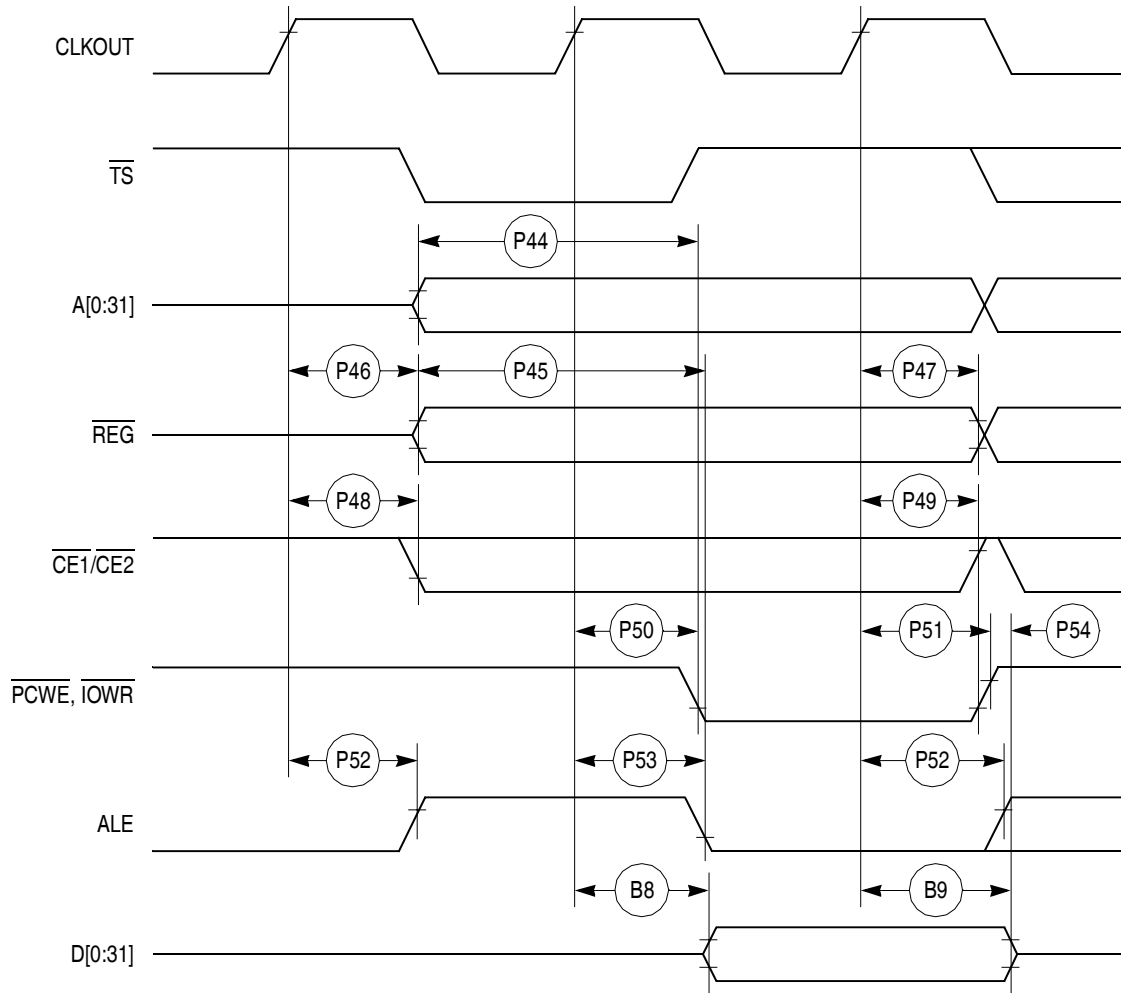 CLKOUT
TS
P44
A[0:31]
P46
P45
P47
REG
P48
P49
CE1/CE2
P50
P51
P54
PCWE, IOWR
P52
P53
P52
ALE
B8
B9
D[0:31]